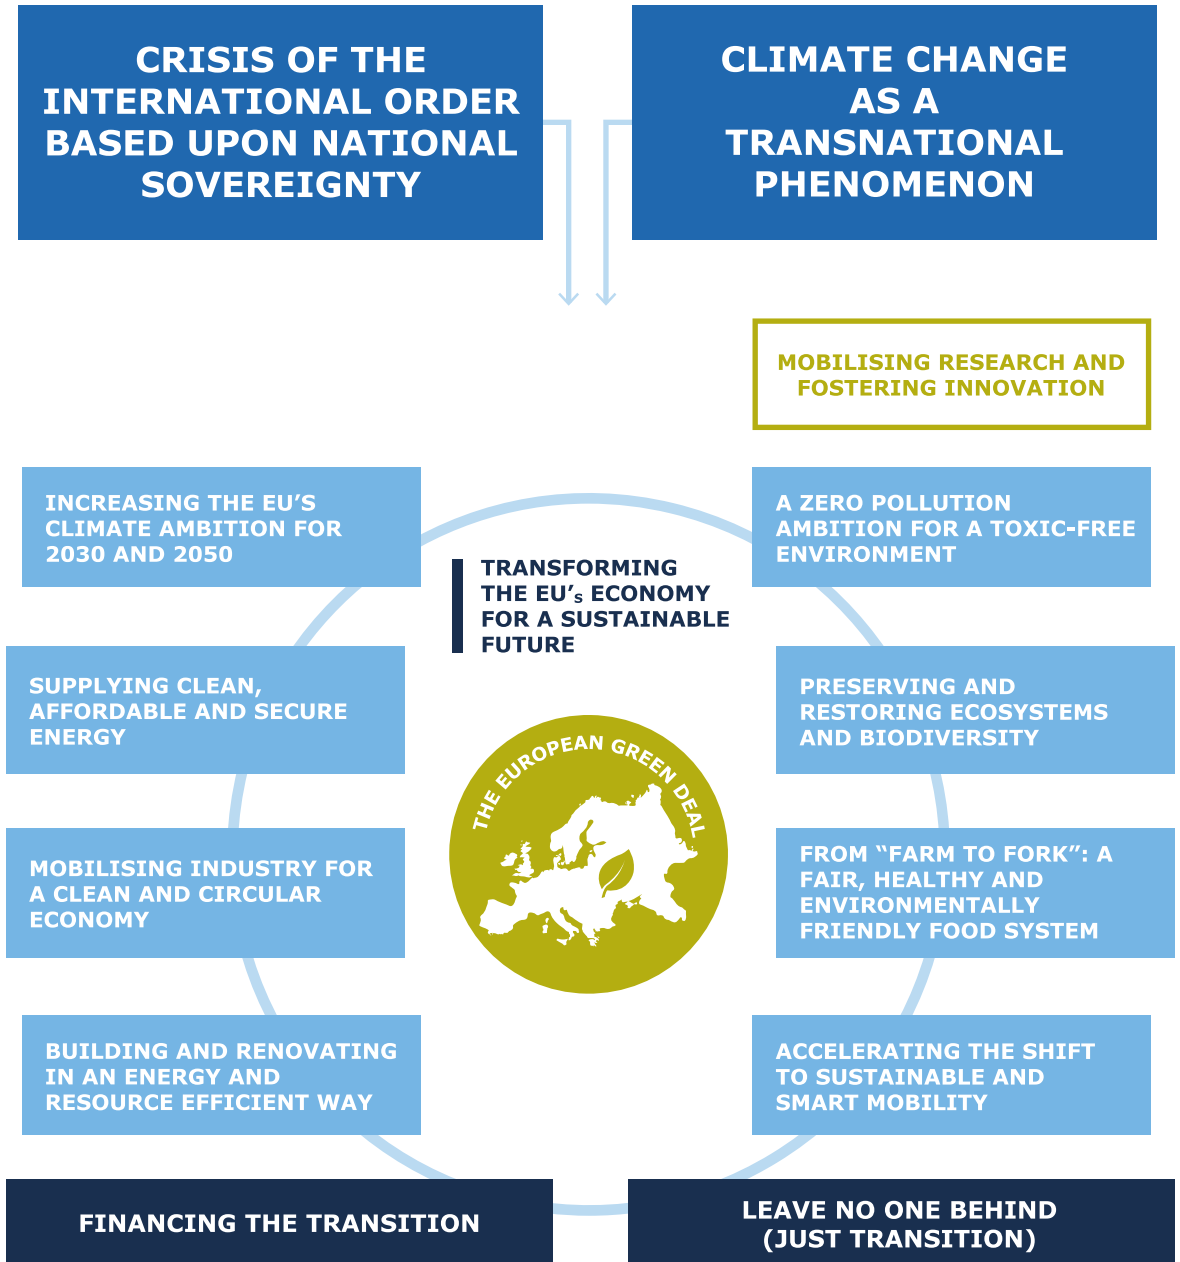 CRISIS OF THE
INTERNATIONAL ORDER
BASED UPON NATIONAL
SOVEREIGNTY
CLIMATE CHANGE
AS A
TRANSNATIONAL
PHENOMENON
MOBILISING RESEARCH AND
FOSTERING INNOVATION
INCREASING THE EU’S
CLIMATE AMBITION FOR
2030 AND 2050
A ZERO POLLUTION
AMBITION FOR A TOXIC-FREE
ENVIRONMENT
TRANSFORMING
THE EU’s ECONOMY
FOR A SUSTAINABLE
FUTURE
SUPPLYING CLEAN,
AFFORDABLE AND SECURE
ENERGY
PRESERVING AND
RESTORING ECOSYSTEMS
AND BIODIVERSITY
THE EUROPEAN GREEN DEAL
MOBILISING INDUSTRY FOR
A CLEAN AND CIRCULAR
ECONOMY
FROM “FARM TO FORK”: A
FAIR, HEALTHY AND
ENVIRONMENTALLY
FRIENDLY FOOD SYSTEM
BUILDING AND RENOVATING
IN AN ENERGY AND
RESOURCE EFFICIENT WAY
ACCELERATING THE SHIFT
TO SUSTAINABLE AND
SMART MOBILITY
FINANCING THE TRANSITION
LEAVE NO ONE BEHIND
(JUST TRANSITION)